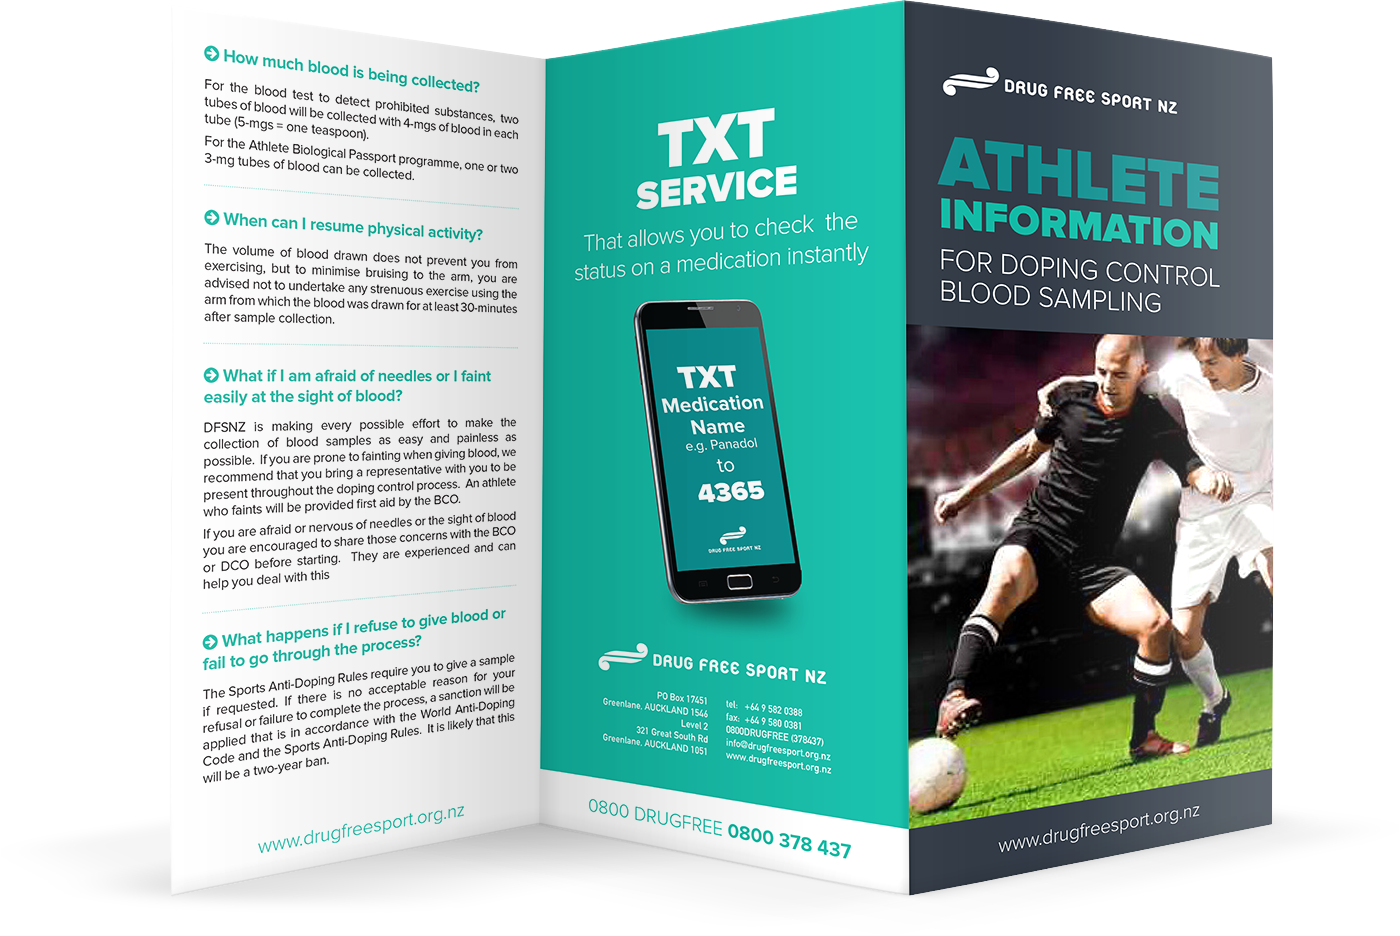 How much blood is being collected?
For the blood test to detect prohibited substances, two
tubes of blood will be collected with 4-mgs of blood in each
tube (5-mgs = one teaspoon).
For the Athlete Biological Passport programme, one or two
3-mg tubes of blood can be collected.
When can I resume physical activity?
The volume of blood drawn does not prevent you from
exercising, but to minimise bruising to the arm, you are
advised not to undertake any strenuous exercise using the
arm from which the blood was drawn for at least 30-minutes
after sample collection.
What if I am afraid of needles or I faint
easily at the sight of blood?
DFSNZ is making every possible effort to make the
collection of blood samples as easy and painless as
possible. If you are prone to fainting when giving blood, we
recommend that you bring a representative with you to be
present throughout the doping control process. An athlete
who faints will be provided first aid by the BCO.
If you are afraid or nervous of needles or the sight of blood
you are encouraged to share those concerns with the BCO
or DCO before starting. They are experienced and can
help you deal with this
What happens if I refuse to give blood or
fail to go through the process?
The Sports Anti-Doping Rules require you to give a sample
if requested. If there is no acceptable reason for your
refusal or failure to complete the process, a sanction will be
applied that is in accordance with the World Anti-Doping
Code and the Sports Anti-Doping Rules. It is likely that this
will be a two-year ban.
www.drugfreesport.org.nz
TXT
SERVICE
That allows you to check the
status on a medication instantly
TXT
Medication
Name
e.g. Panadol
to
4365
DRUG FREE SPORT NZ
DRUG FREE SPORT NZ
PO Box 17451
Greenlane, AUCKLAND 1546
Level 2
321 Great South Rd
Greenlane, AUCKLAND 1051
tel: +64 9 582 0388
fax: +64 9 580 0381
0800DRUGFREE (378437)
info@drugfreesport.org.nz
www.drugfreesport.org.nz
0800 DRUGFREE 0800 378 437
DRUG FREE SPORT NZ
ATHLETE
INFORMATION
FOR DOPING CONTROL
BLOOD SAMPLING
www.drugfreesport.org.nz